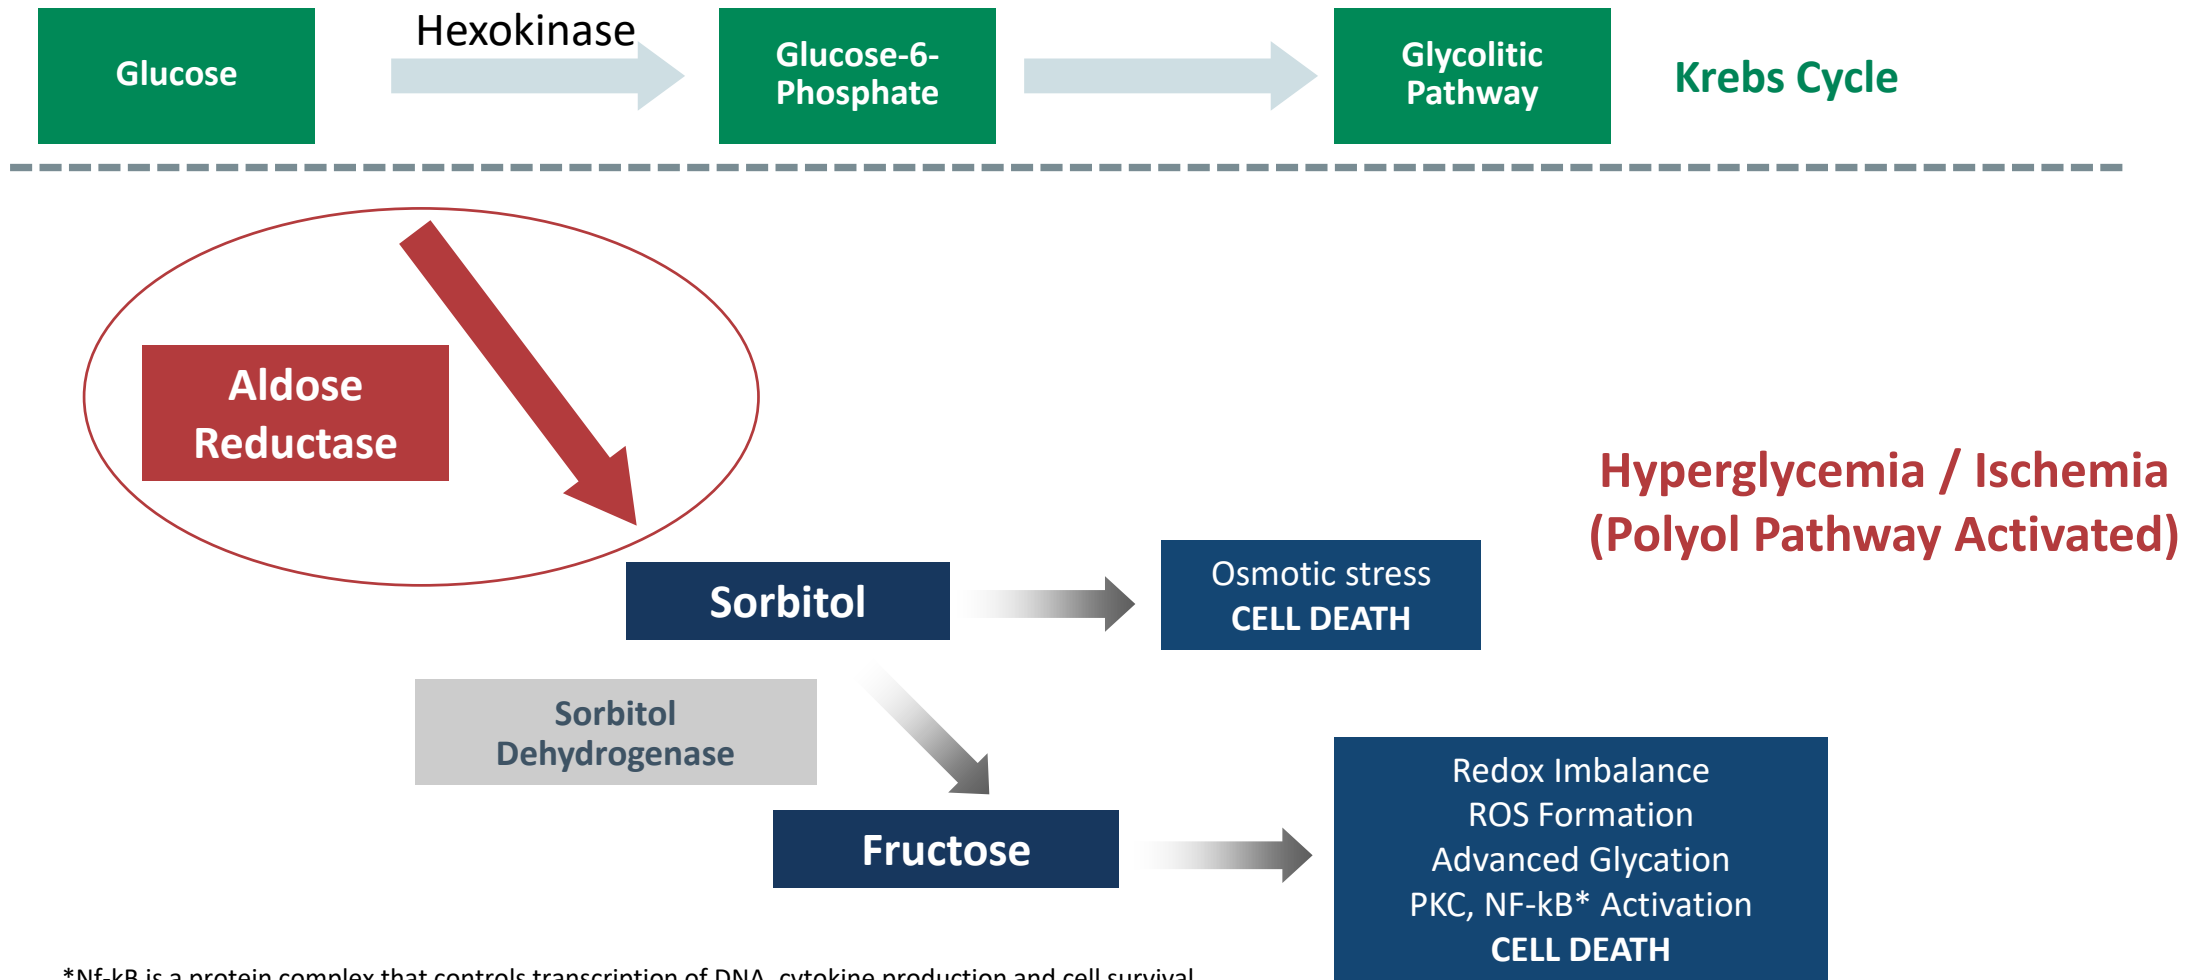 Hexokinase
Glucose
Glucose-6-
Phosphate
Glycolitic
Pathway
Krebs Cycle
Aldose
Reductase
Hyperglycemia / Ischemia
(Polyol Pathway Activated)
Sorbitol
Osmotic stress
CELL DEATH
Sorbitol
Dehydrogenase
Fructose
Redox Imbalance
ROS Formation
Advanced Glycation
PKC, NF-kB* Activation
CELL DEATH
*Nf-kB is a protein complex that controls transcription of DNA, cytokine production and cell survival